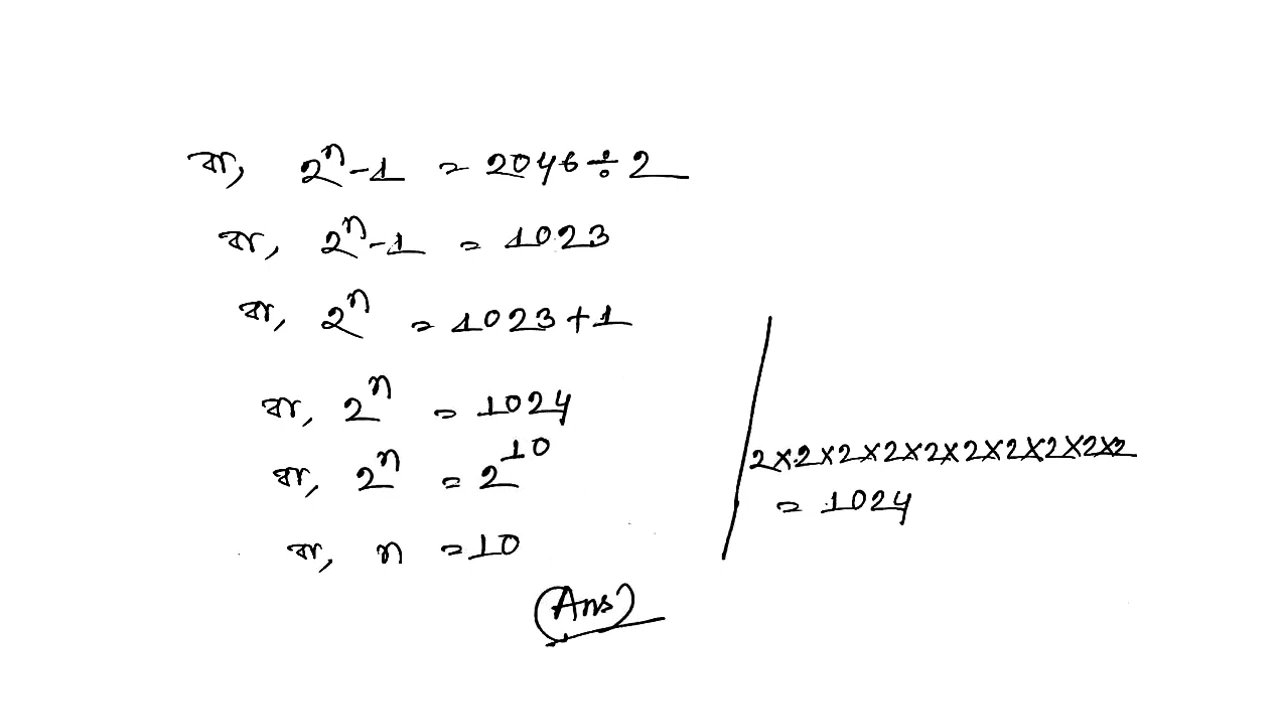 বা, 2ⁿ-1 = 2046÷2
বা, 2ⁿ-1 = 1023
বা, 2ⁿ = 1023+1
বা, 2ⁿ = 1024
বা, 2ⁿ = 2¹⁰
বা, n = 10
(Ans)
2×2×2×2×2×2×2×2×2×2
= 1024